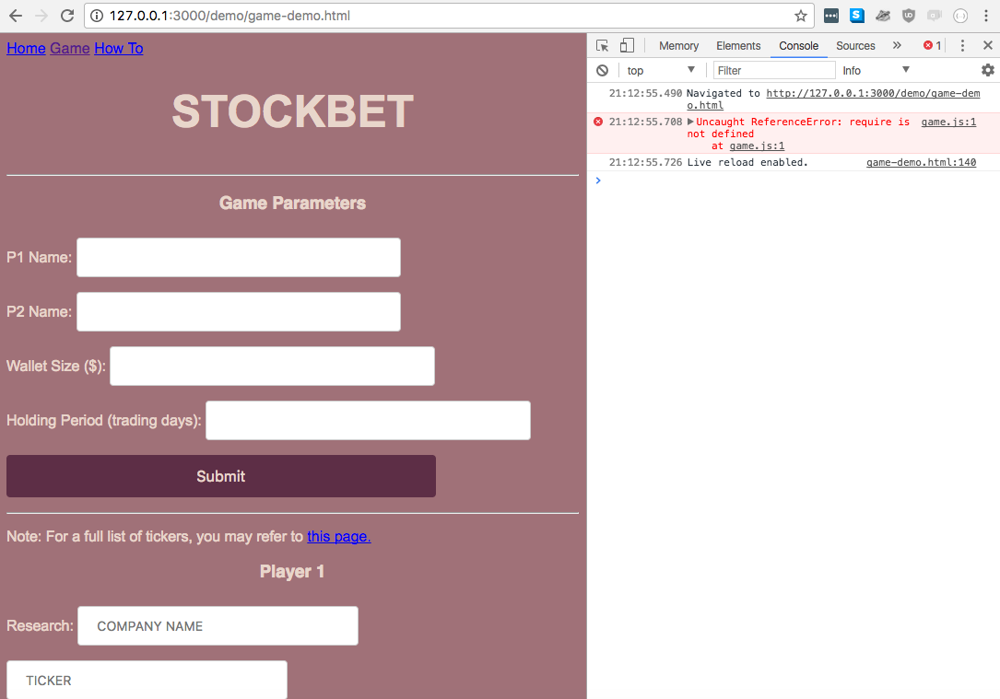 127.0.0.1:3000/demo/game-demo.html
Home Game How To
STOCKBET
Game Parameters
P1 Name:
P2 Name:
Wallet Size ($):
Holding Period (trading days):
Submit
Note: For a full list of tickers, you may refer to this page.
Player 1
Research: COMPANY NAME
TICKER
Memory Elements Console Sources » 1
top Filter Info
21:12:55.490 Navigated to http://127.0.0.1:3000/demo/game-dem
o.html
21:12:55.708 Uncaught ReferenceError: require is game.js:1
not defined
at game.js:1
21:12:55.726 Live reload enabled. game-demo.html:140